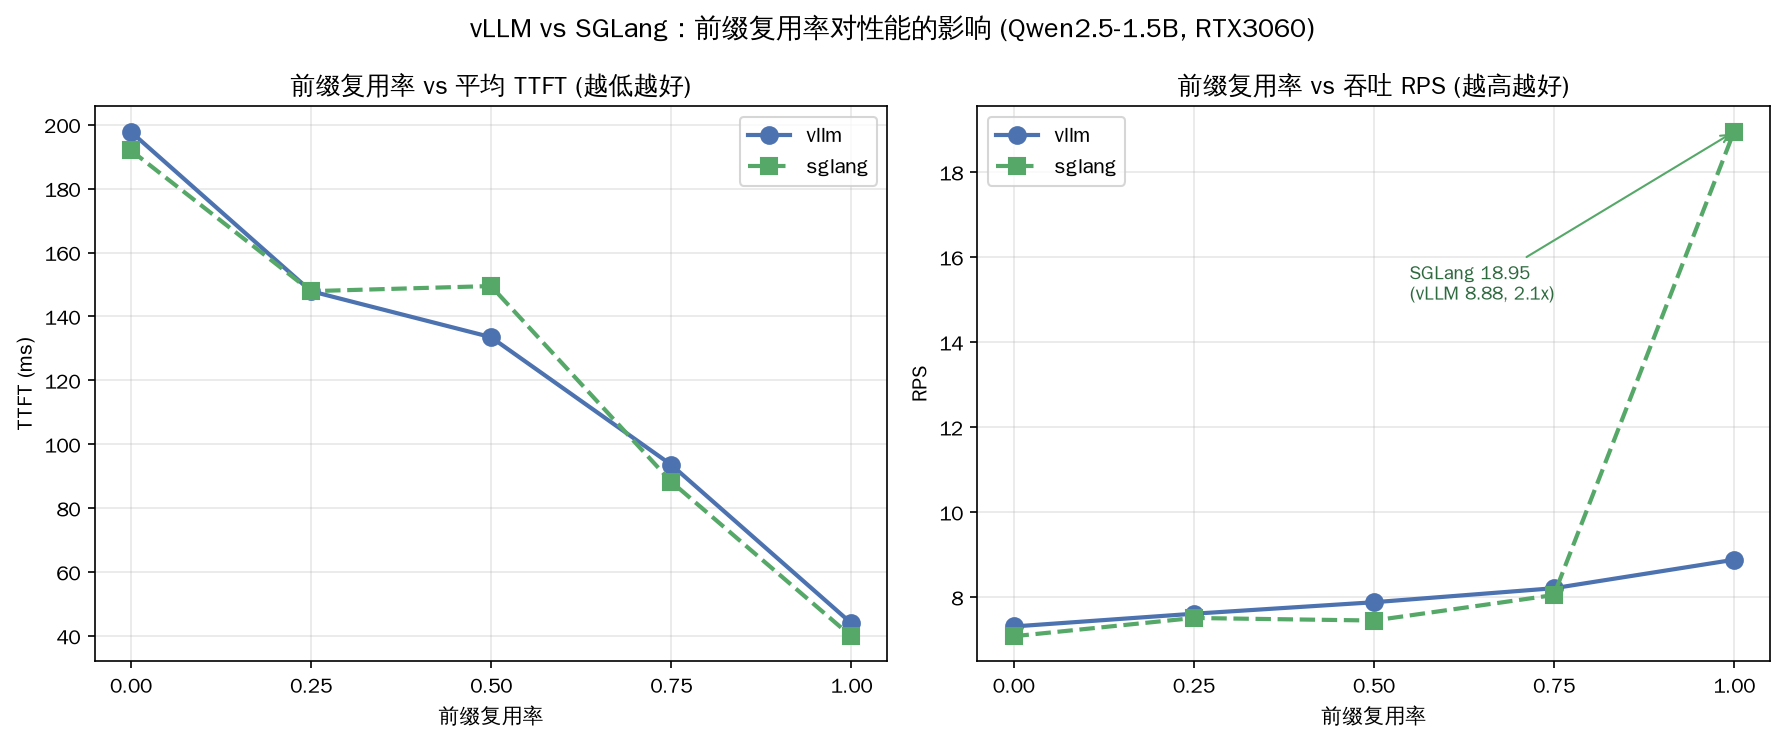 vLLM vs SGLang：前缀复用率对性能的影响 (Qwen2.5-1.5B, RTX3060)
前缀复用率 vs 平均 TTFT (越低越好)
TTFT (ms)
200
180
160
140
120
100
80
60
40
vllm
sglang
0.00
0.25
0.50
0.75
1.00
前缀复用率
前缀复用率 vs 吞吐 RPS (越高越好)
RPS
18
16
14
12
10
8
vllm
sglang
SGLang 18.95
(vLLM 8.88, 2.1x)
0.00
0.25
0.50
0.75
1.00
前缀复用率